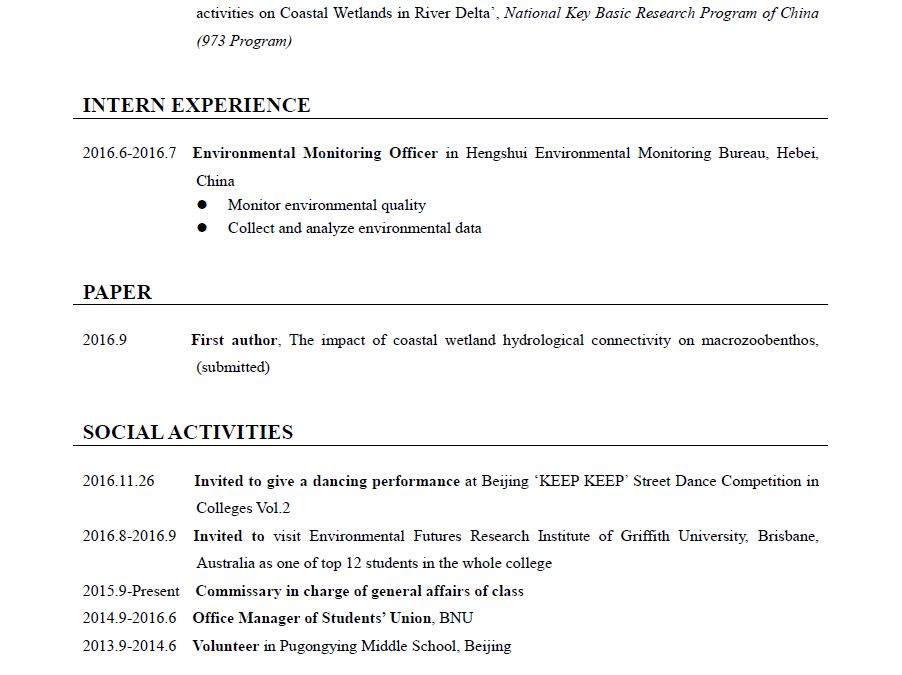 activities on Coastal Wetlands in River Delta’, National Key Basic Research Program of China
(973 Program)
INTERN EXPERIENCE
2016.6-2016.7 Environmental Monitoring Officer in Hengshui Environmental Monitoring Bureau, Hebei,
China
● Monitor environmental quality
● Collect and analyze environmental data
PAPER
2016.9 First author, The impact of coastal wetland hydrological connectivity on macrozoobenthos,
(submitted)
SOCIAL ACTIVITIES
2016.11.26 Invited to give a dancing performance at Beijing ‘KEEP KEEP’ Street Dance Competition in
Colleges Vol.2
2016.8-2016.9 Invited to visit Environmental Futures Research Institute of Griffith University, Brisbane,
Australia as one of top 12 students in the whole college
2015.9-Present Commissary in charge of general affairs of class
2014.9-2016.6 Office Manager of Students’ Union, BNU
2013.9-2014.6 Volunteer in Pugongying Middle School, Beijing